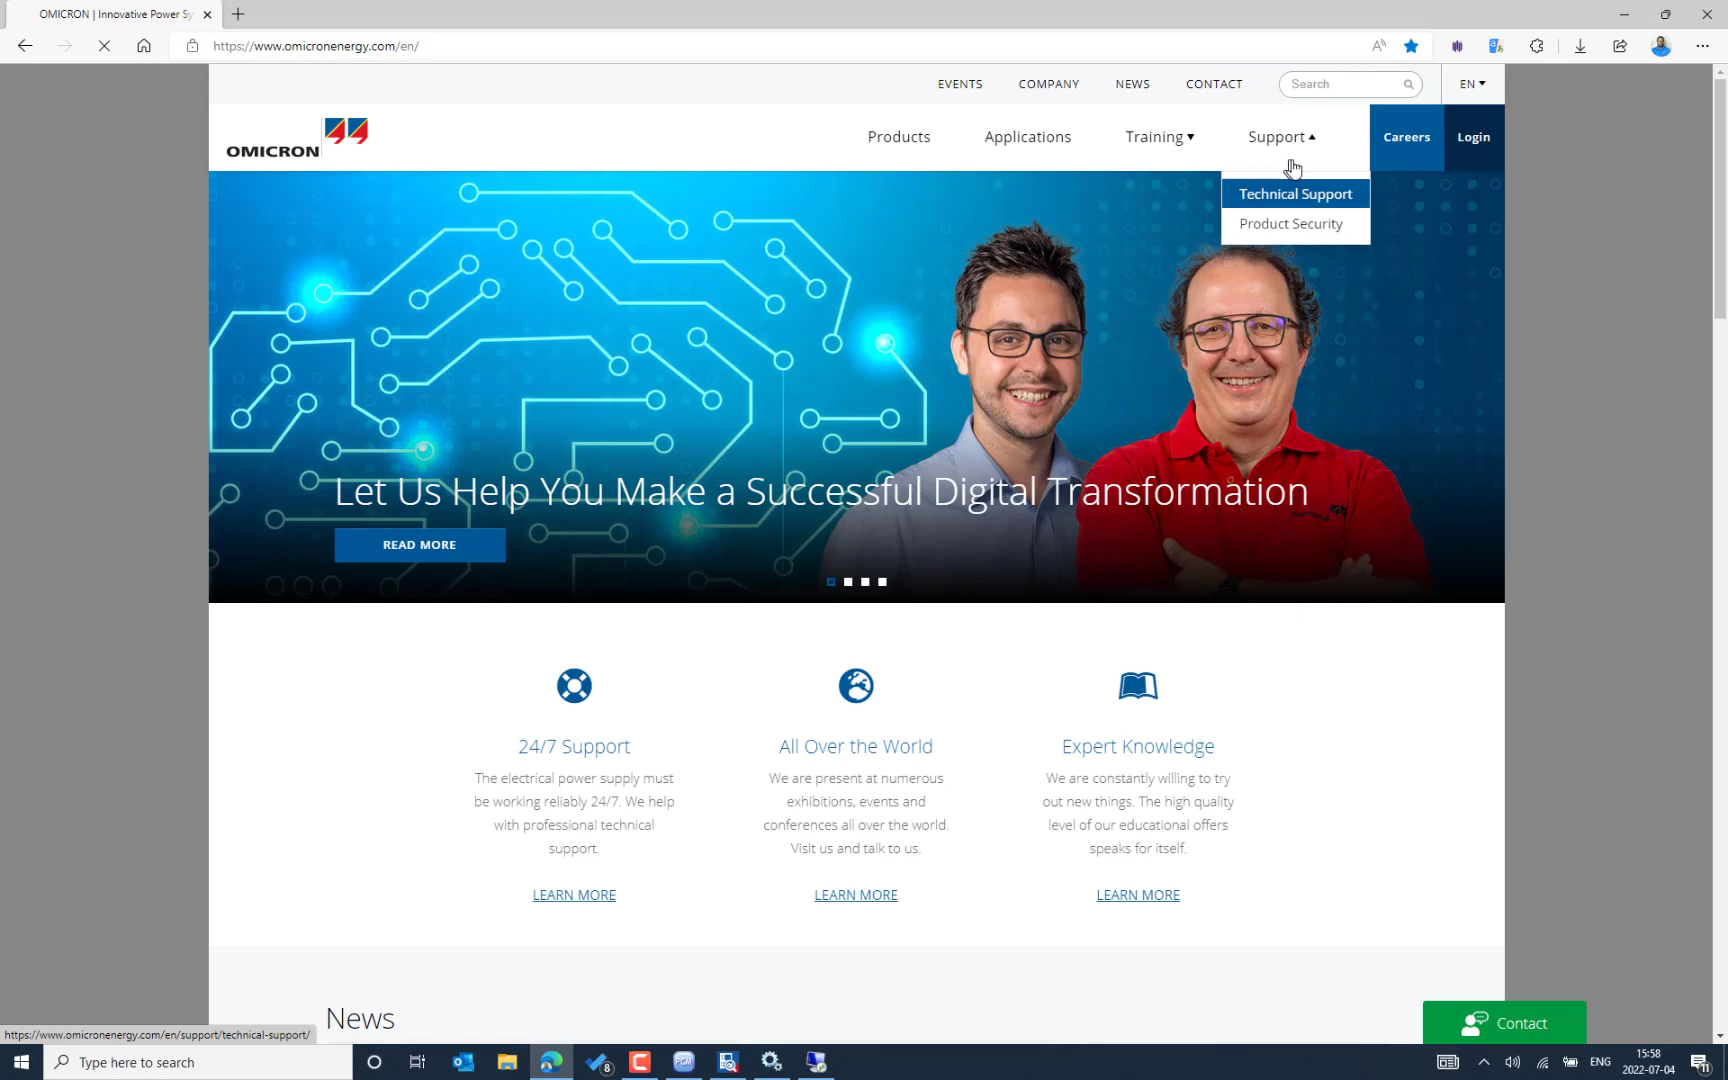 OMICRON | Innovative Power Sy
https://www.omicronenergy.com/en/
EVENTS
COMPANY
NEWS
CONTACT
Search
EN
OMICRON
Products
Applications
Training
Support
Careers
Login
Technical Support
Product Security
Let Us Help You Make a Successful Digital Transformation
READ MORE
24/7 Support
The electrical power supply must
be working reliably 24/7. We help
with professional technical
support.
LEARN MORE
All Over the World
We are present at numerous
exhibitions, events and
conferences all over the world.
Visit us and talk to us.
LEARN MORE
Expert Knowledge
We are constantly willing to try
out new things. The high quality
level of our educational offers
speaks for itself.
LEARN MORE
News
Contact
https://www.omicronenergy.com/en/support/technical-support/
Type here to search
8
PGM
ENG
15:58
2022-07-04
11